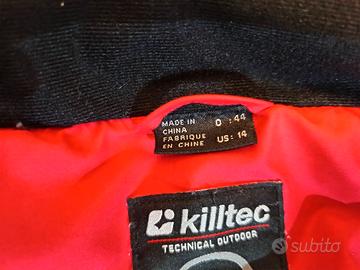 MADE IN
CHINA
FABRIQUE
EN CHINE
D :44
US: 14
killtec
TECHNICAL OUTDOOR
subito